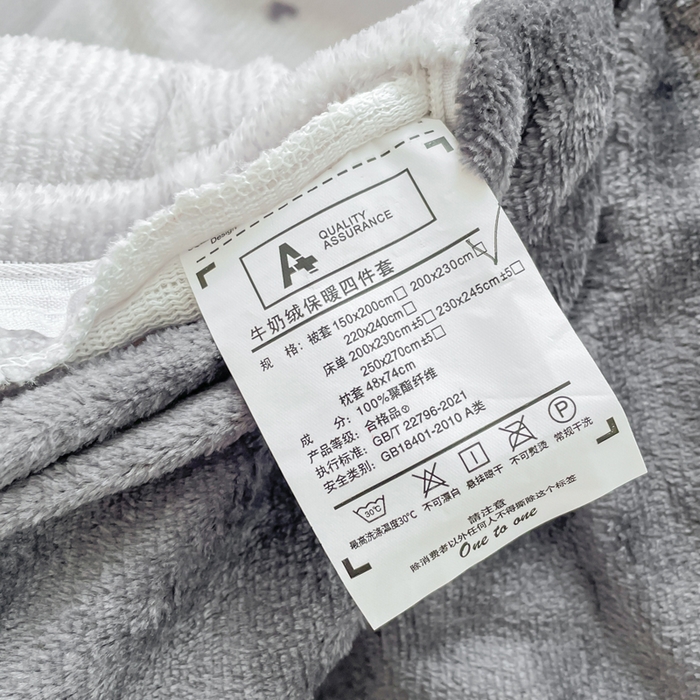 Design
A+ QUALITY
ASSURANCE
牛奶绒保暖四件套
规 格：被套 150x200cm□ 200x230cm☑
220x240cm□
床单 200x230cm±5□ 230x245cm±5□
250x270cm±5□
枕套 48x74cm
成 分：100%聚酯纤维
产品等级：合格品
执行标准：GB/T 22796-2021
安全类别：GB18401-2010 A类
30℃ P
最高洗涤温度30℃ 不可漂白 悬挂晾干 不可熨烫 常规干洗
請注意
除消费者以外任何人不得撕除这个标签
One to one